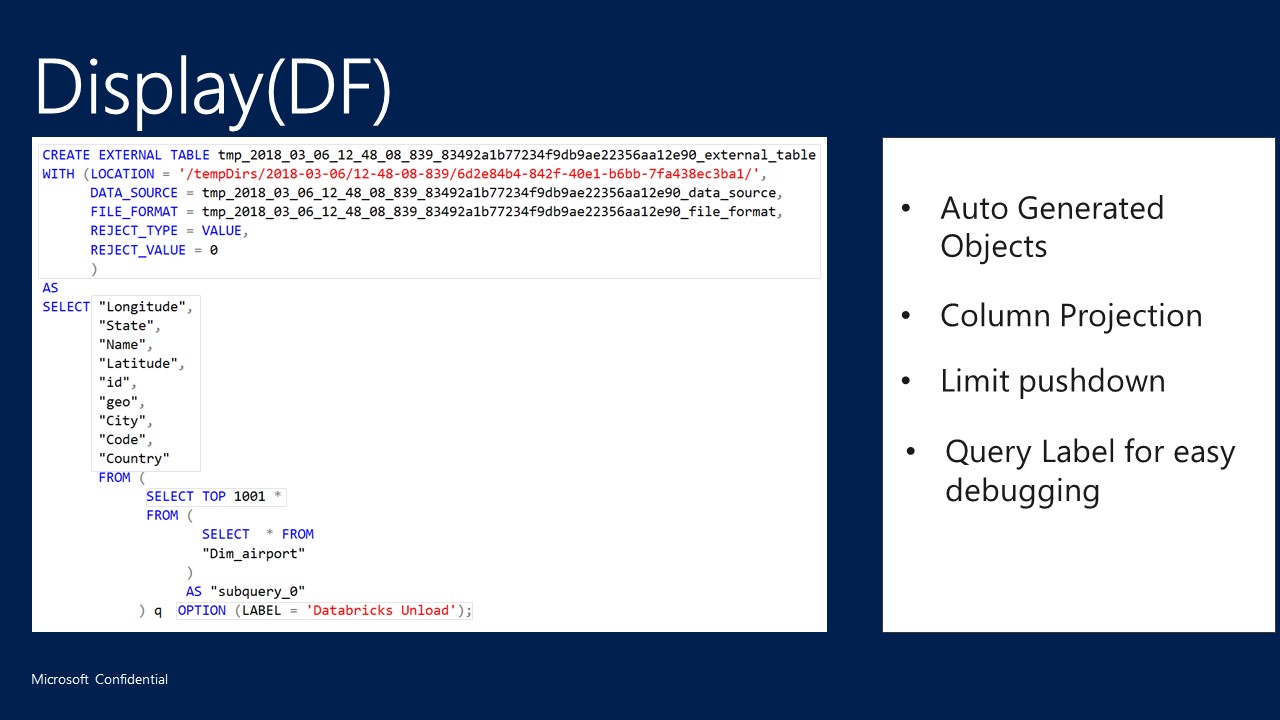 Display(DF)
CREATE EXTERNAL TABLE tmp_2018_03_06_12_48_08_839_83492a1b77234f9db9ae22356aa12e90_external_table
WITH (LOCATION = '/tempDirs/2018-03-06/12-48-08-839/6d2e84b4-842f-40e1-b6bb-7fa438ec3ba1/',
DATA_SOURCE = tmp_2018_03_06_12_48_08_839_83492a1b77234f9db9ae22356aa12e90_data_source,
FILE_FORMAT = tmp_2018_03_06_12_48_08_839_83492a1b77234f9db9ae22356aa12e90_file_format,
REJECT_TYPE = VALUE,
REJECT_VALUE = 0
)
AS
SELECT "Longitude",
"State",
"Name",
"Latitude",
"id",
"geo",
"City",
"Code",
"Country"
FROM (
SELECT TOP 1001 *
FROM (
SELECT * FROM
"Dim_airport"
)
AS "subquery_0"
) q OPTION (LABEL = 'Databricks Unload');
• Auto Generated
Objects
• Column Projection
• Limit pushdown
• Query Label for easy
debugging
Microsoft Confidential